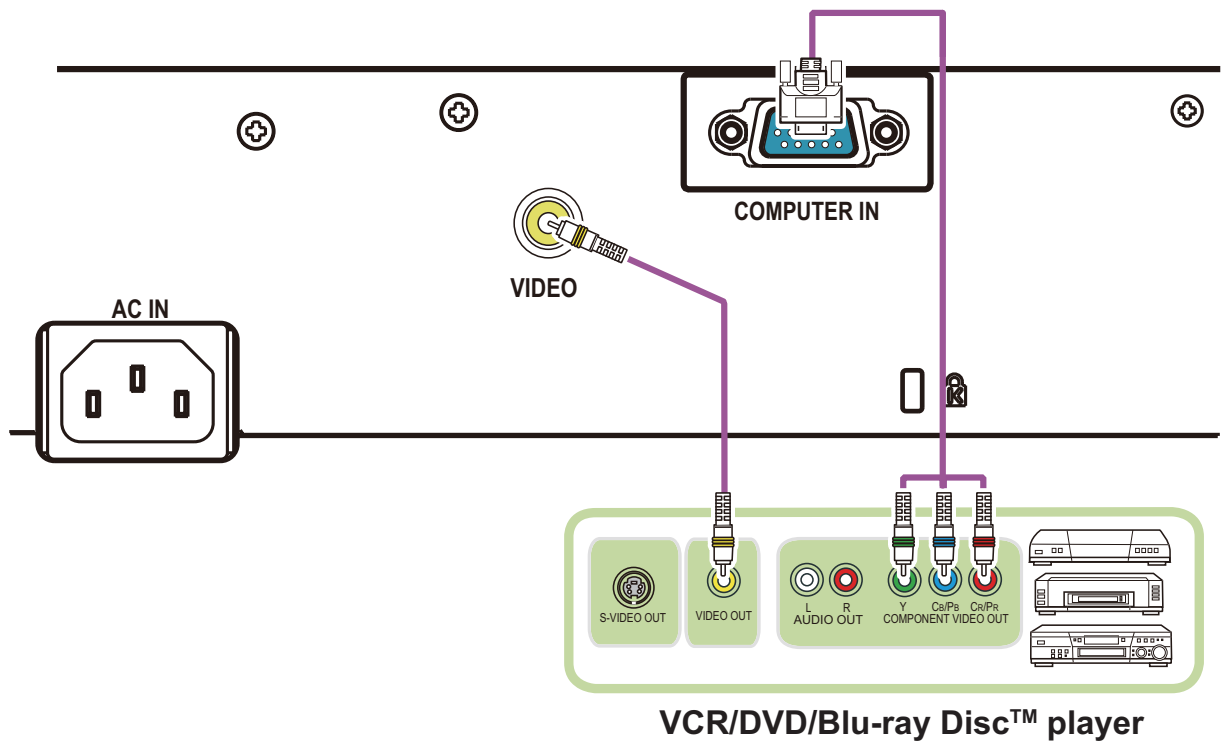 COMPUTER IN
VIDEO
AC IN
K
S-VIDEO OUT
VIDEO OUT
L R
AUDIO OUT
Y CB/PB CR/PR
COMPONENT VIDEO OUT
VCR/DVD/Blu-ray Disc™ player